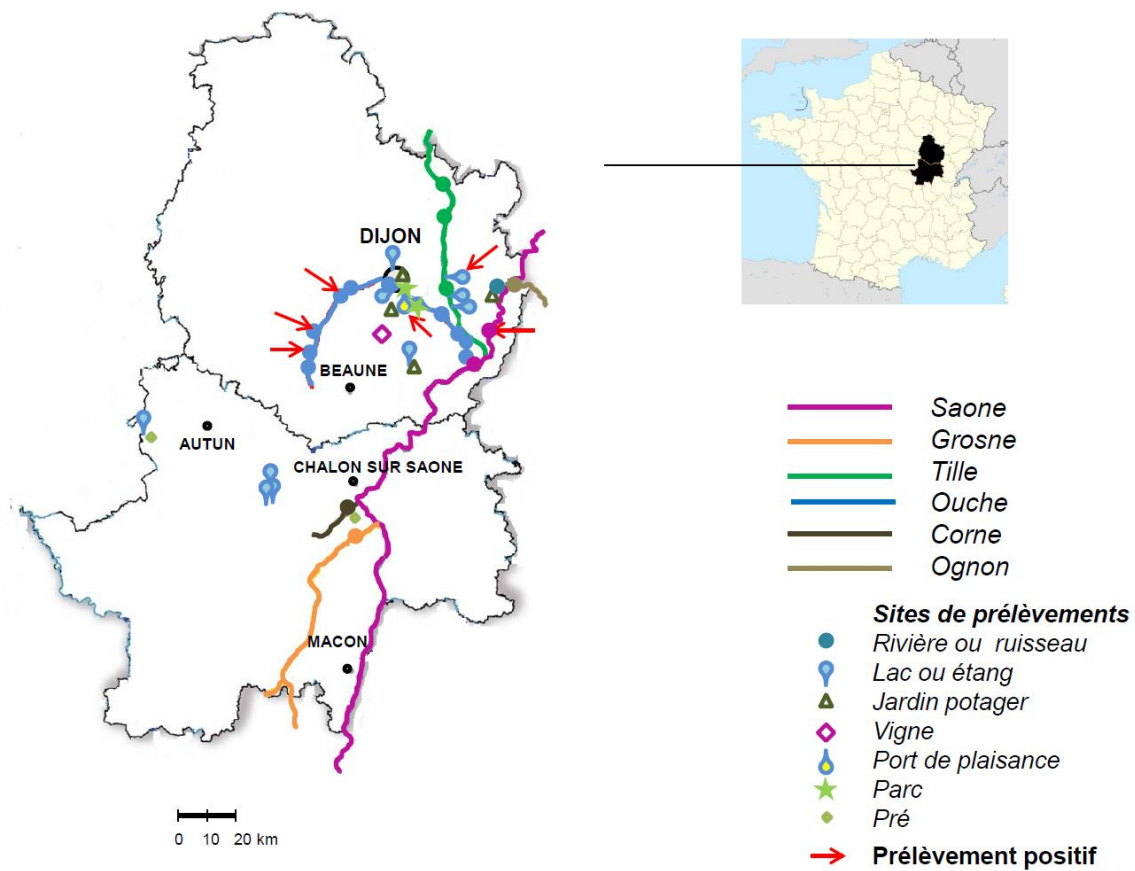 DIJON
BEAUNE
AUTUN
CHALON SUR SAONE
MACON
0 10 20 km
Saone
Grosne
Tille
Ouche
Corne
Ognon
Sites de prélèvements
Rivière ou ruisseau
Lac ou étang
Jardin potager
Vigne
Port de plaisance
Parc
Pré
Prélèvement positif